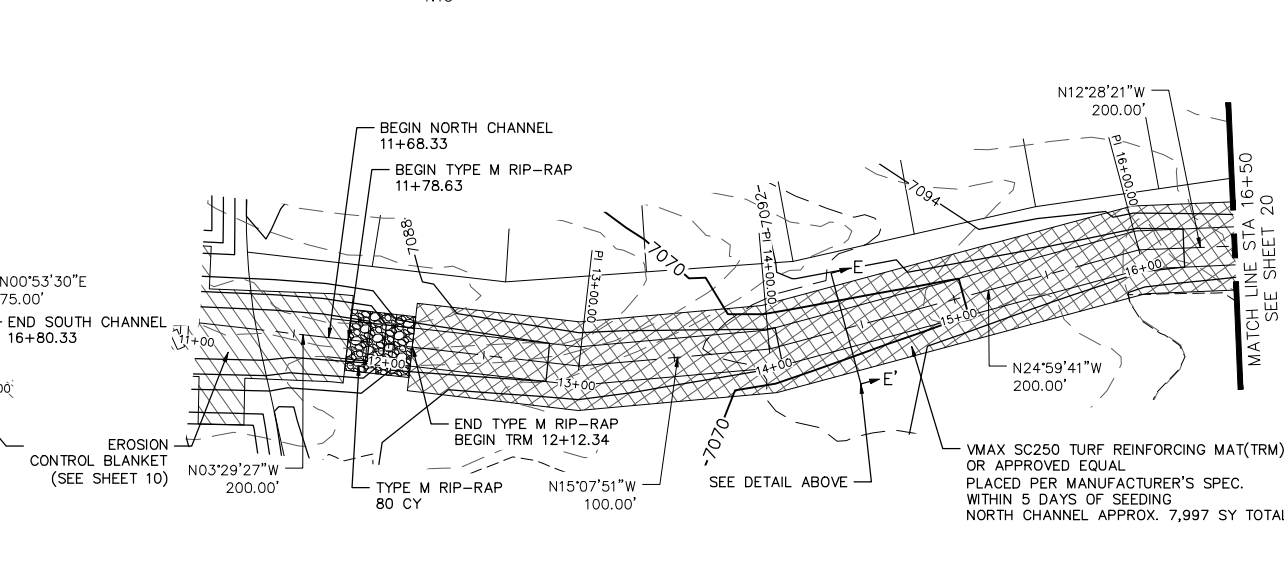 N12°28'21"W
200.00'
BEGIN NORTH CHANNEL
11+68.33
BEGIN TYPE M RIP-RAP
11+78.63
PI 16+00.00
MATCH LINE STA 16+50
SEE SHEET 20
7094
-7092-
PI 14+00.00
7088
7070
PI 13+00.00
E
N00°53'30"E
75.00'
END SOUTH CHANNEL
16+80.33
11+00
12+00
13+00
14+00
15+00
16+00
E'
N24°59'41"W
200.00'
END TYPE M RIP-RAP
BEGIN TRM 12+12.34
7070
EROSION
CONTROL BLANKET
(SEE SHEET 10)
N03°29'27"W
200.00'
TYPE M RIP-RAP
80 CY
N15°07'51"W
100.00'
SEE DETAIL ABOVE
VMAX SC250 TURF REINFORCING MAT(TRM)
OR APPROVED EQUAL
PLACED PER MANUFACTURER'S SPEC.
WITHIN 5 DAYS OF SEEDING
NORTH CHANNEL APPROX. 7,997 SY TOTAL